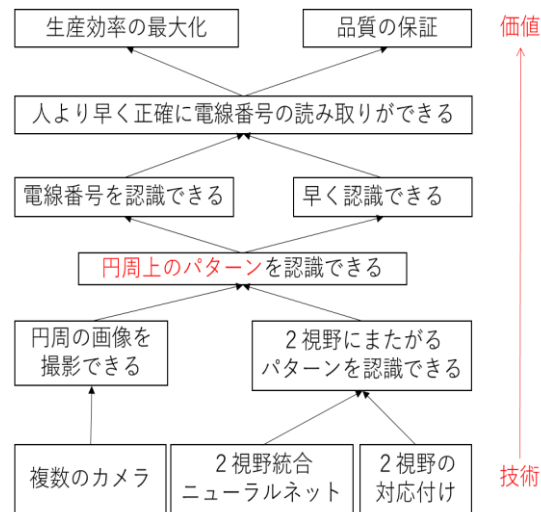 生産効率の最大化
品質の保証
価値
人より早く正確に電線番号の読み取りができる
電線番号を認識できる
早く認識できる
円周上のパターンを認識できる
円周の画像を
撮影できる
２視野にまたがる
パターンを認識できる
複数のカメラ
２視野統合
ニューラルネット
２視野の
対応付け
技術